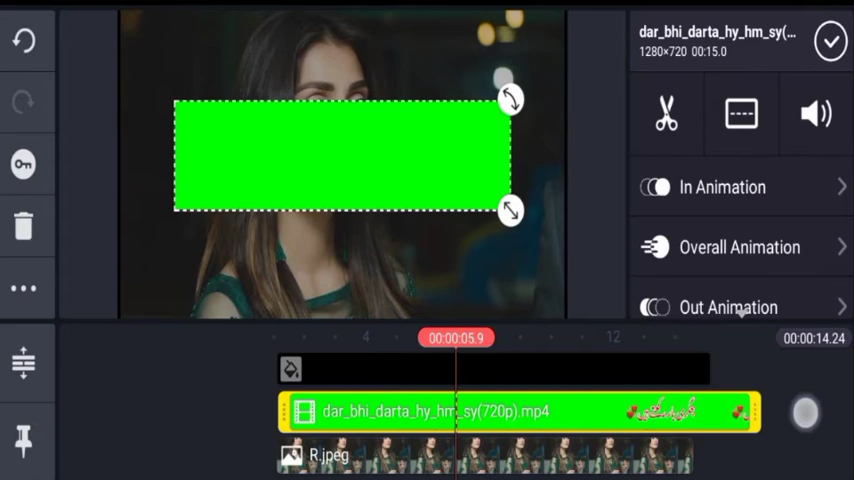 dar_bhi_darta_hy_hm_sy(...
1280×720 00:15.0
In Animation
Overall Animation
Out Animation
4
00:00:05.9
12
00:00:14.24
dar_bhi_darta_hy_hm_sy(720p).mp4
R.jpeg